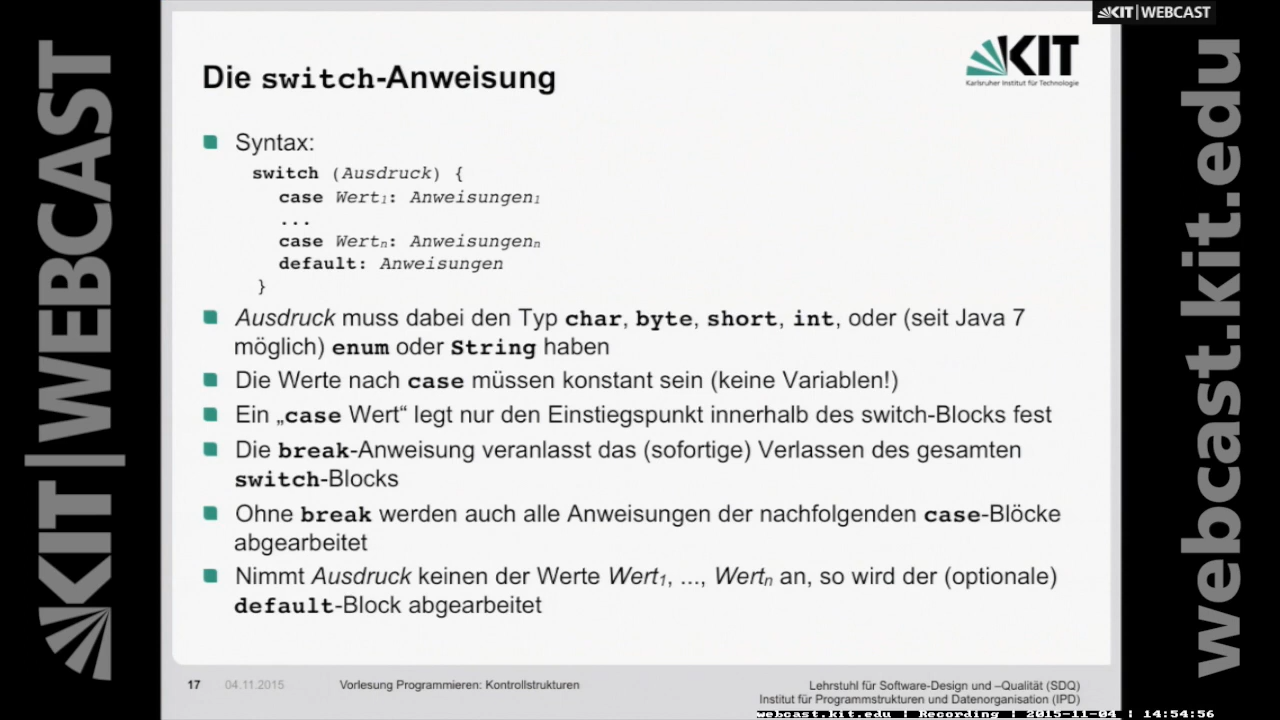 KIT|WEBCAST
KIT|WEBCAST
webcast.kit.edu
Die switch-Anweisung
KIT
Karlsruher Institut für Technologie
Syntax:
switch (Ausdruck) {
case Wert₁: Anweisungen₁
...
case Wertₙ: Anweisungenₙ
default: Anweisungen
}
Ausdruck muss dabei den Typ char, byte, short, int, oder (seit Java 7
möglich) enum oder String haben
Die Werte nach case müssen konstant sein (keine Variablen!)
Ein „case Wert“ legt nur den Einstiegspunkt innerhalb des switch-Blocks fest
Die break-Anweisung veranlasst das (sofortige) Verlassen des gesamten
switch-Blocks
Ohne break werden auch alle Anweisungen der nachfolgenden case-Blöcke
abgearbeitet
Nimmt Ausdruck keinen der Werte Wert₁, ..., Wertₙ an, so wird der (optionale)
default-Block abgearbeitet
17 04.11.2015 Vorlesung Programmieren: Kontrollstrukturen
Lehrstuhl für Software-Design und –Qualität (SDQ)
Institut für Programmstrukturen und Datenorganisation (IPD)
webcast.kit.edu | Recording | 2015-11-04 | 14:54:56